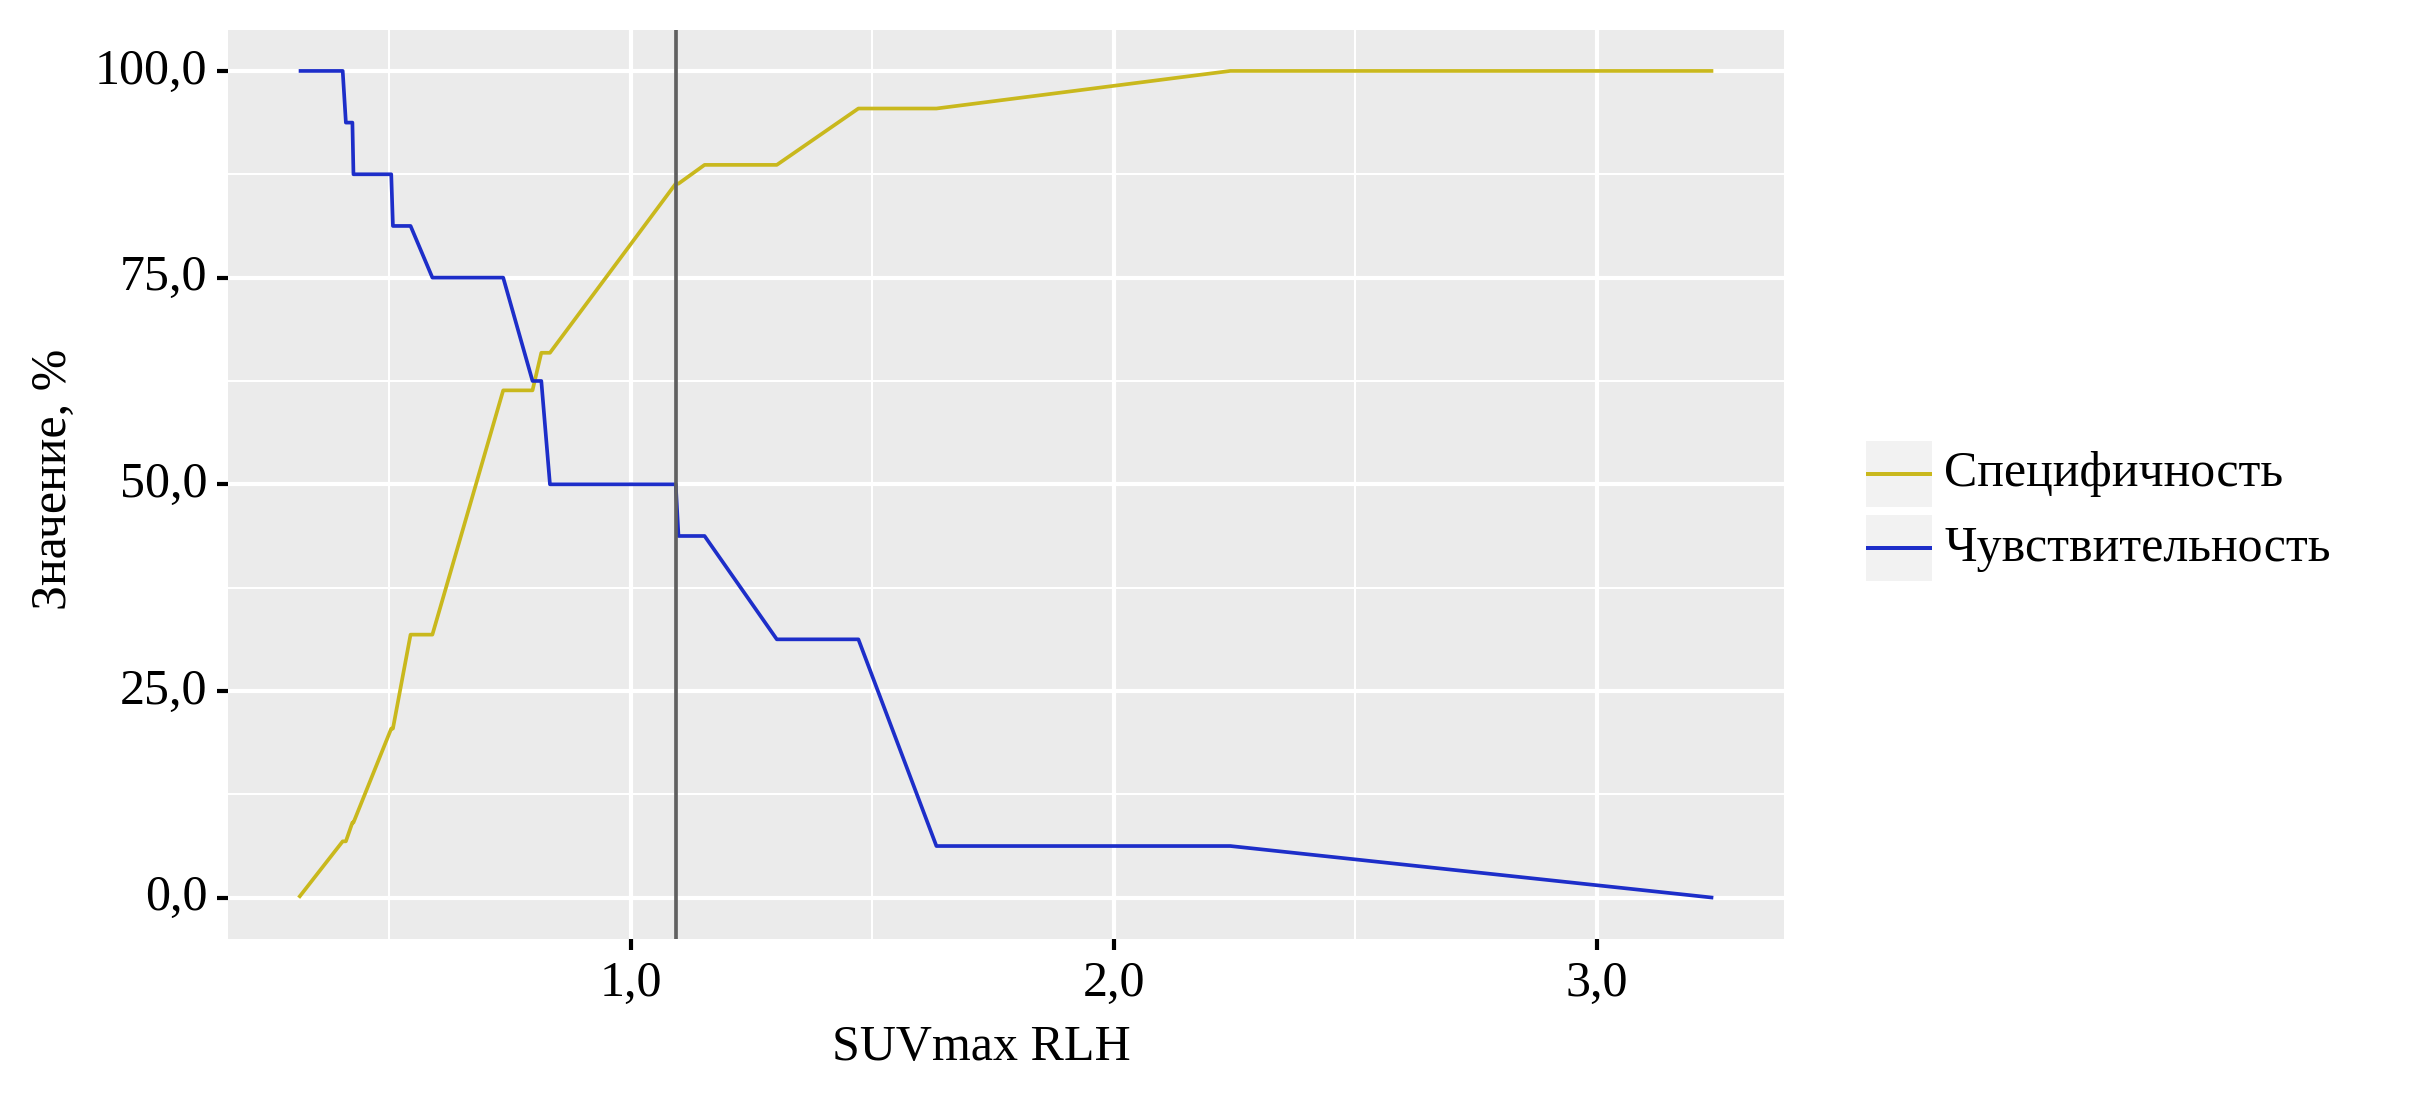 100,0
75,0
50,0
25,0
0,0
Значение, %
1,0
2,0
3,0
SUVmax RLH
Специфичность
Чувствительность